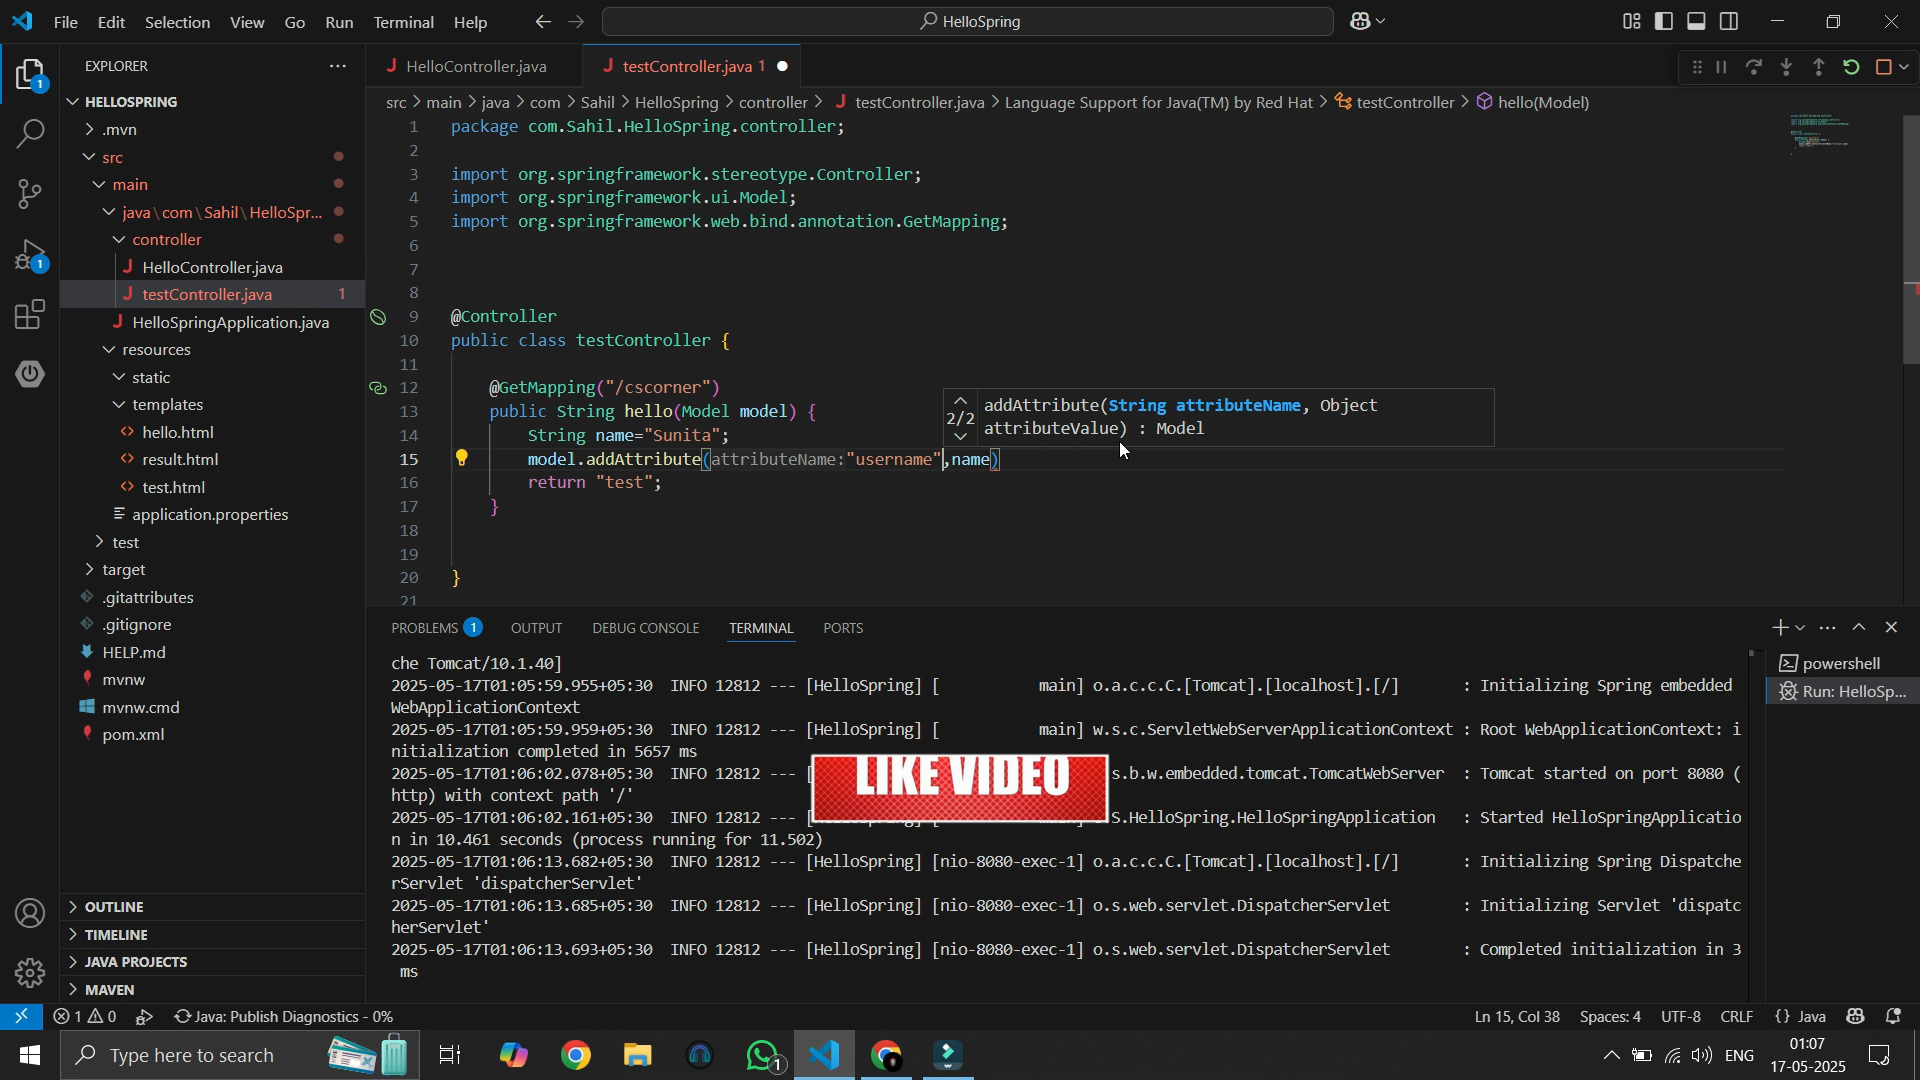 File Edit Selection View Go Run Terminal Help
HelloSpring
EXPLORER
HELLOSPRING
.mvn
src
main
java\com\Sahil\HelloSpr...
controller
HelloController.java
testController.java 1
HelloSpringApplication.java
resources
static
templates
hello.html
result.html
test.html
application.properties
test
target
.gitattributes
.gitignore
HELP.md
mvnw
mvnw.cmd
pom.xml
OUTLINE
TIMELINE
JAVA PROJECTS
MAVEN
HelloController.java
testController.java 1
src > main > java > com > Sahil > HelloSpring > controller > testController.java > Language Support for Java(TM) by Red Hat > testController > hello(Model)
1 package com.Sahil.HelloSpring.controller;
2
3 import org.springframework.stereotype.Controller;
4 import org.springframework.ui.Model;
5 import org.springframework.web.bind.annotation.GetMapping;
6
7
8
9 @Controller
10 public class testController {
11
12 @GetMapping("/cscorner")
13 public String hello(Model model) {
14 String name="Sunita";
15 model.addAttribute(attributeName:"username",name)
16 return "test";
17 }
18
19
20 }
21
2/2
addAttribute(String attributeName, Object
attributeValue) : Model
PROBLEMS 1 OUTPUT DEBUG CONSOLE TERMINAL PORTS
powershell
Run: HelloSp...
che Tomcat/10.1.40]
2025-05-17T01:05:59.955+05:30 INFO 12812 --- [HelloSpring] [ main] o.a.c.c.C.[Tomcat].[localhost].[/] : Initializing Spring embedded
WebApplicationContext
2025-05-17T01:05:59.959+05:30 INFO 12812 --- [HelloSpring] [ main] w.s.c.ServletWebServerApplicationContext : Root WebApplicationContext: i
nitialization completed in 5657 ms
2025-05-17T01:06:02.078+05:30 INFO 12812 --- [ s.b.w.embedded.tomcat.TomcatWebServer : Tomcat started on port 8080 (
http) with context path '/'
2025-05-17T01:06:02.161+05:30 INFO 12812 --- S.HelloSpring.HelloSpringApplication : Started HelloSpringApplicatio
n in 10.461 seconds (process running for 11.502)
2025-05-17T01:06:13.682+05:30 INFO 12812 --- [HelloSpring] [nio-8080-exec-1] o.a.c.c.C.[Tomcat].[localhost].[/] : Initializing Spring Dispatche
rServlet 'dispatcherServlet'
2025-05-17T01:06:13.685+05:30 INFO 12812 --- [HelloSpring] [nio-8080-exec-1] o.s.web.servlet.DispatcherServlet : Initializing Servlet 'dispatc
herServlet'
2025-05-17T01:06:13.693+05:30 INFO 12812 --- [HelloSpring] [nio-8080-exec-1] o.s.web.servlet.DispatcherServlet : Completed initialization in 3
ms
LIKE VIDEO
1 0 Java: Publish Diagnostics - 0%
Ln 15, Col 38 Spaces: 4 UTF-8 CRLF {} Java
Type here to search
1
ENG
01:07
17-05-2025